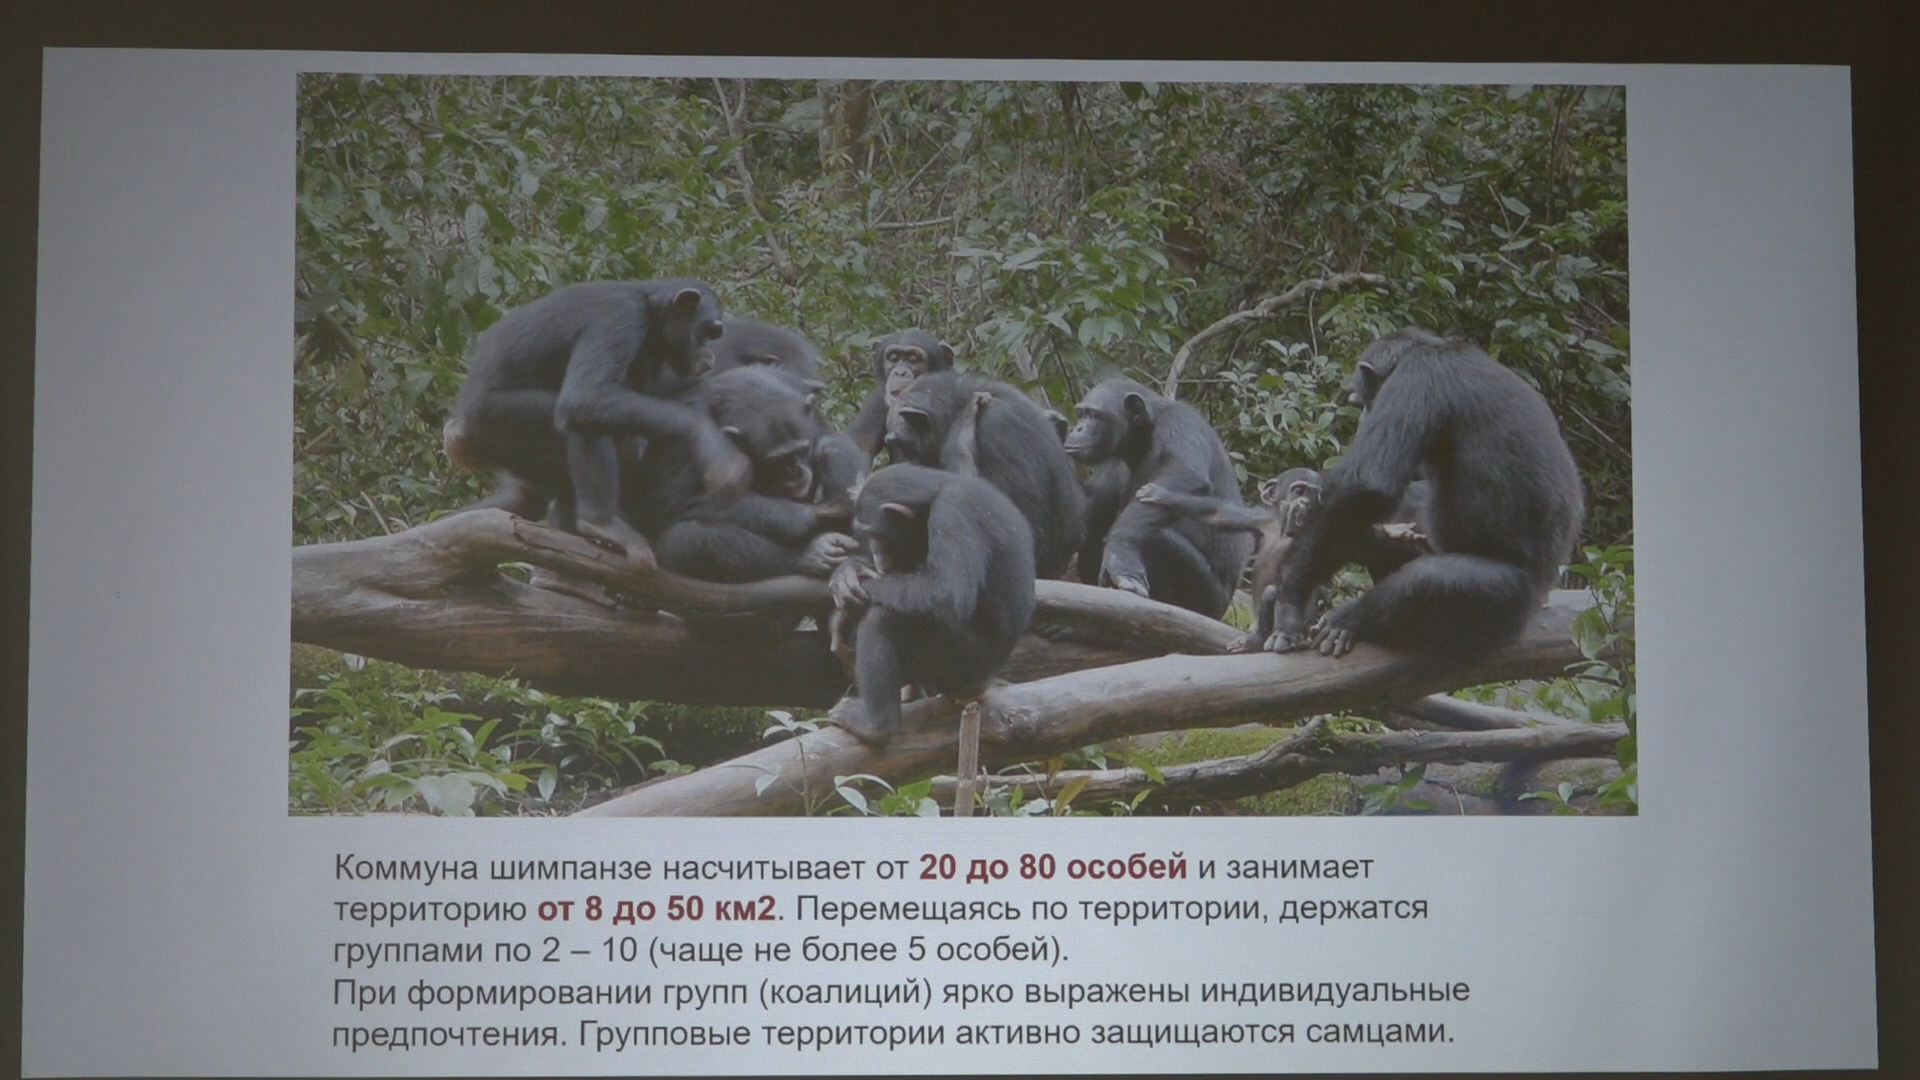 Коммуна шимпанзе насчитывает от 20 до 80 особей и занимает
территорию от 8 до 50 км2. Перемещаясь по территории, держатся
группами по 2 – 10 (чаще не более 5 особей).
При формировании групп (коалиций) ярко выражены индивидуальные
предпочтения. Групповые территории активно защищаются самцами.